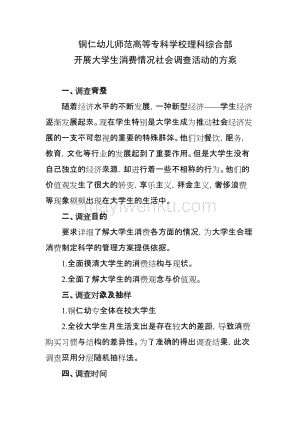 铜仁幼儿师范高等专科学校理科综合部
开展大学生消费情况社会调查活动的方案
一、调查背景
随着经济水平的不断发展，一种新型经济——学生经济
逐渐发展起来。现在学生特别是大学生成为推动社会经济发展
的一支不可忽视的重要的特殊群体。他们对餐饮，服务，
教育，文化等行业的发展起到了重要作用。但是大学生没有
自己独立的经济来源，却进行着一些不相称的行为。他们的
价值观发生了很大的转变，享乐主义，拜金主义，奢侈浪费
等现象频频出现在大学生的生活中。
二、调查目的
要求详细了解大学生消费各方面的情况，为大学生合理
消费制定科学的管理方案提供依据。
1.全面摸清大学生的消费结构与现状。
2.全面了解大学生的消费观念与价值观。
三、调查对象及抽样
1.铜仁幼专全体在校大学生
2.全校大学生月生活支出是存在较大的差距，导致消费
购买习惯与结构的差异性。为了准确的得出调查结果，此次
调查采用分层随机抽样法。
四、调查时间